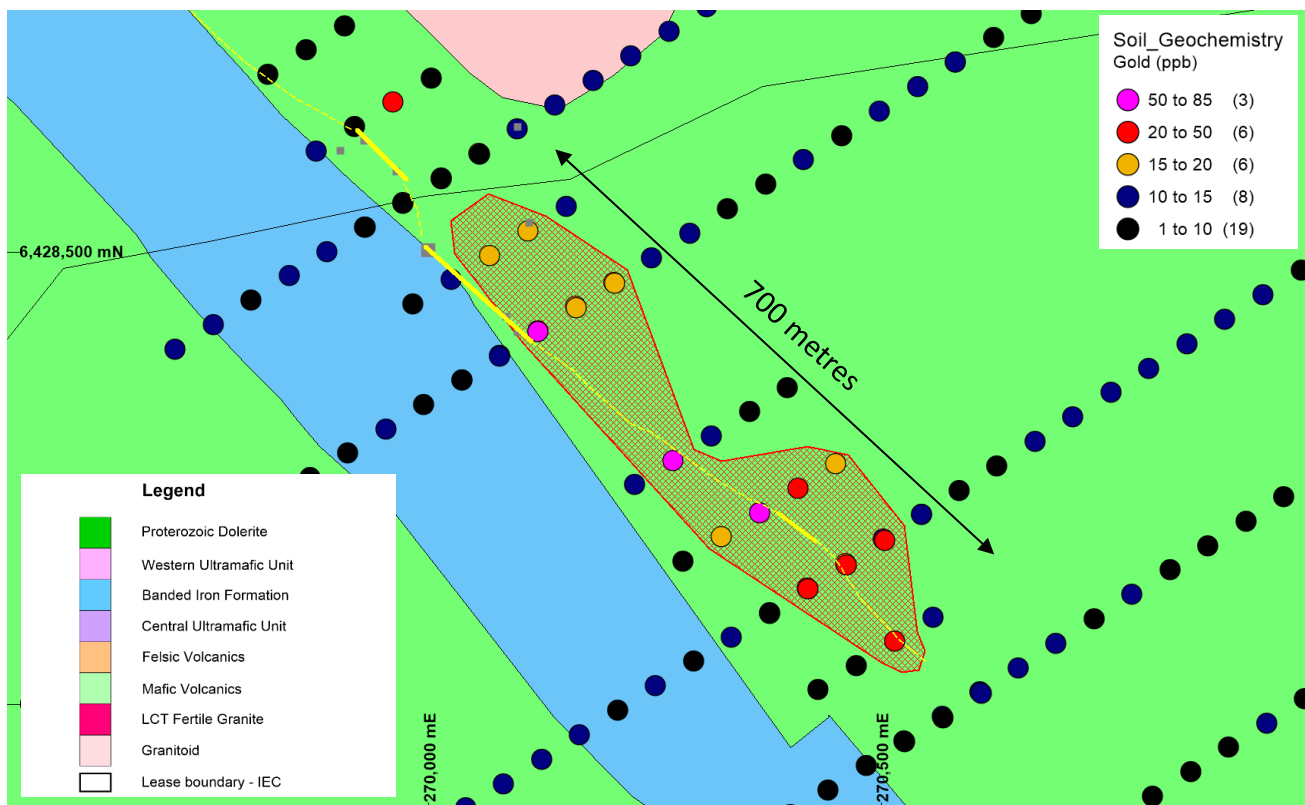 Soil_Geochemistry
Gold (ppb)
50 to 85 (3)
20 to 50 (6)
15 to 20 (6)
10 to 15 (8)
1 to 10 (19)
6,428,500 mN
700 metres
Legend
Proterozoic Dolerite
Western Ultramafic Unit
Banded Iron Formation
Central Ultramafic Unit
Felsic Volcanics
Mafic Volcanics
LCT Fertile Granite
Granitoid
Lease boundary - IEC
270,000 mE
270,500 mE